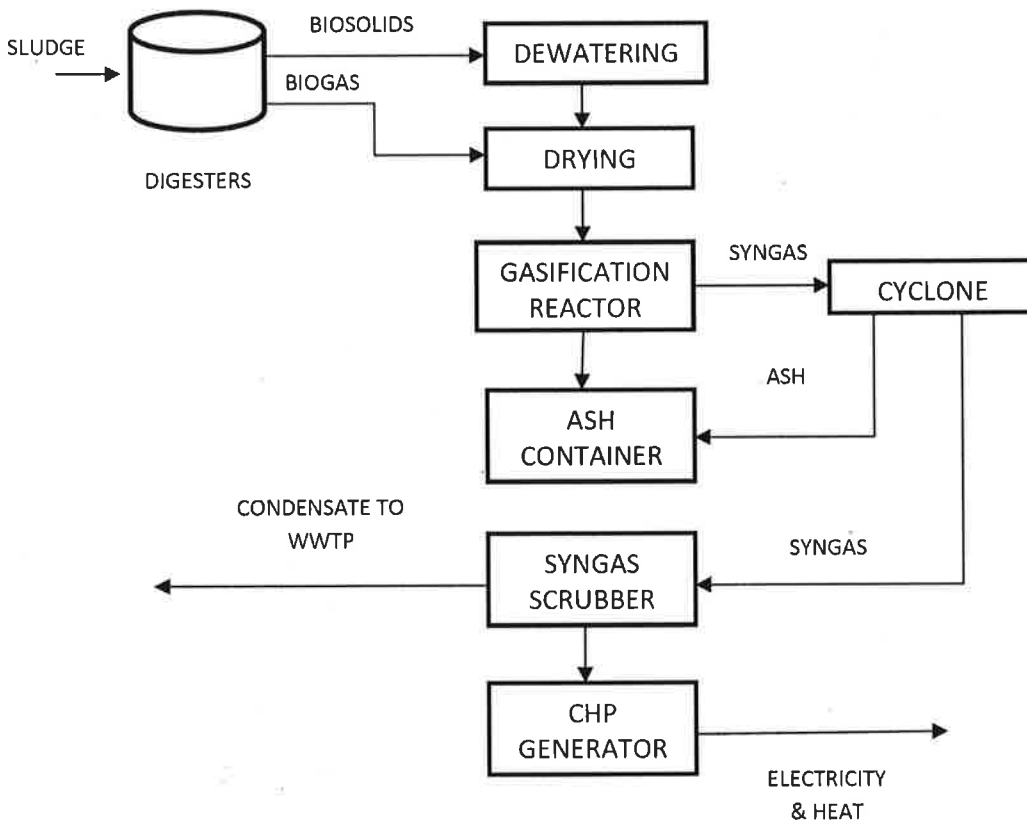 BIOSOLIDS
SLUDGE
DEWATERING
BIOGAS
DRYING
DIGESTERS
SYNGAS
GASIFICATION
REACTOR
CYCLONE
ASH
ASH
CONTAINER
CONDENSATE TO
WWTP
SYNGAS
SYNGAS
SCRUBBER
CHP
GENERATOR
ELECTRICITY
& HEAT